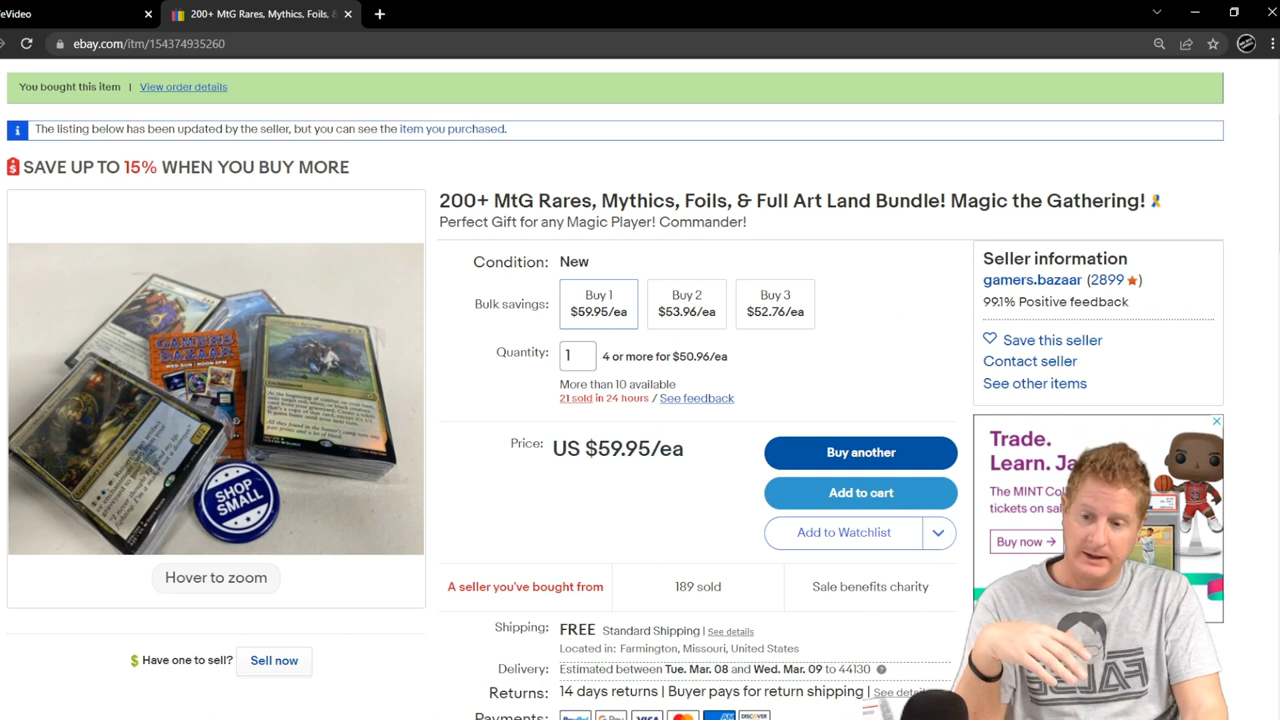 eVideo
200+ MtG Rares, Mythics, Foils, &
ebay.com/itm/154374935260
You bought this item | View order details
The listing below has been updated by the seller, but you can see the item you purchased.
SAVE UP TO 15% WHEN YOU BUY MORE
200+ MtG Rares, Mythics, Foils, & Full Art Land Bundle! Magic the Gathering!
Perfect Gift for any Magic Player! Commander!
Condition: New
Bulk savings:
Buy 1
$59.95/ea
Buy 2
$53.96/ea
Buy 3
$52.76/ea
Quantity: 1 4 or more for $50.96/ea
More than 10 available
21 sold in 24 hours / See feedback
Price: US $59.95/ea
Buy another
Add to cart
Add to Watchlist
A seller you've bought from
189 sold
Sale benefits charity
Shipping: FREE Standard Shipping | See details
Located in: Farmington, Missouri, United States
Delivery: Estimated between Tue. Mar. 08 and Wed. Mar. 09 to 44130
Returns: 14 days returns | Buyer pays for return shipping | See
Payments:
VISA
DISCOVER
Seller information
gamers.bazaar (2899)
99.1% Positive feedback
Save this seller
Contact seller
See other items
Trade.
Learn.
The MINT
tickets on
Buy now →
GAMERS
BAZAAR
WED SUN | NOON 8PM
Enchantment
SHOP
SMALL
Hover to zoom
Have one to sell? Sell now